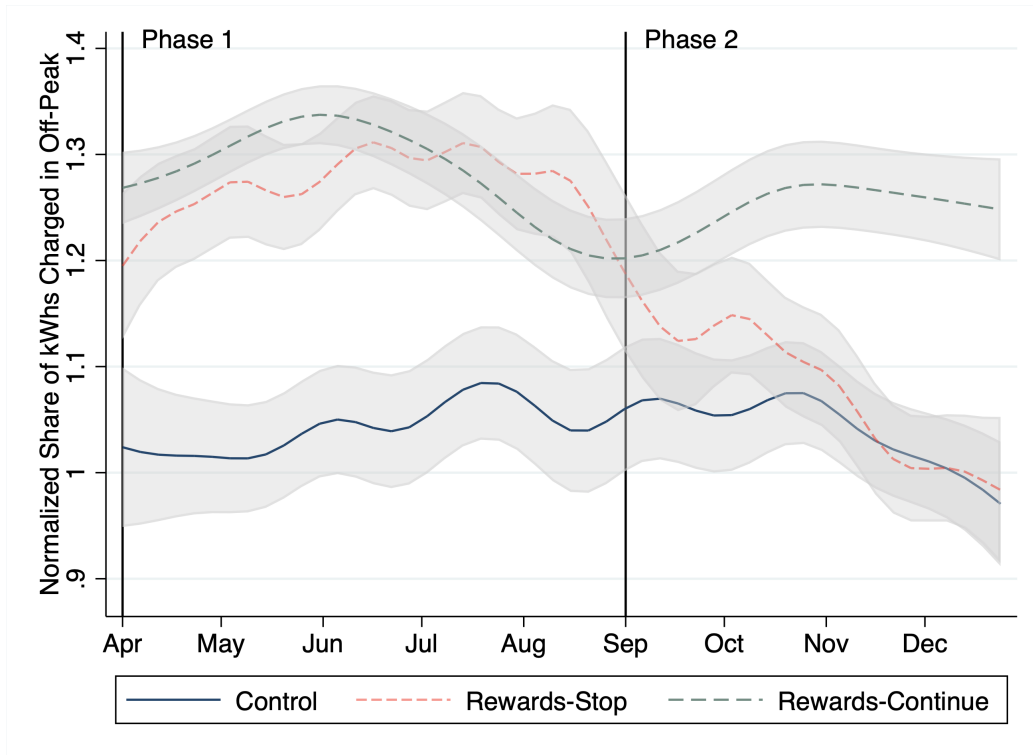 Phase 1
Phase 2
Normalized Share of kWhs Charged in Off-Peak
1.4
1.3
1.2
1.1
1
.9
Apr May Jun Jul Aug Sep Oct Nov Dec
Control Rewards-Stop Rewards-Continue